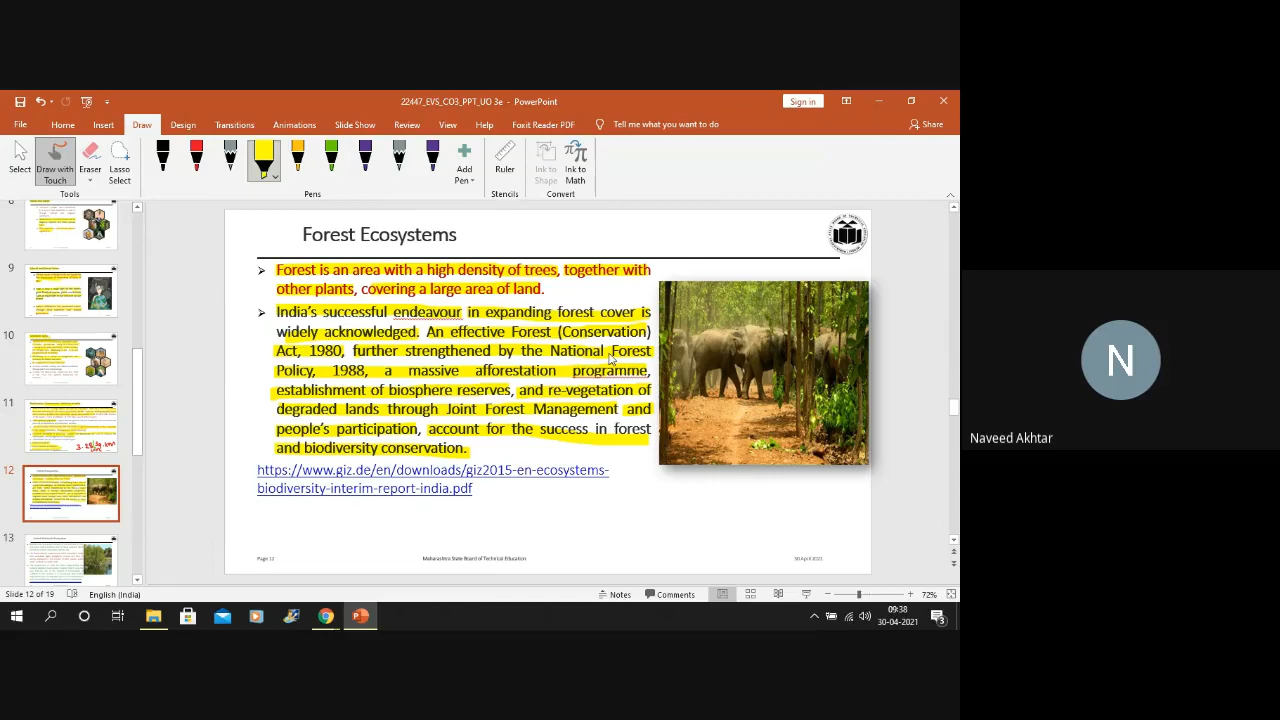 22447_EVS_CO3_PPT_UO 3e - PowerPoint
Sign in
File Home Insert Draw Design Transitions Animations Slide Show Review View Help Foxit Reader PDF Tell me what you want to do Share
Select
Draw with Touch
Eraser
Lasso Select
Add Pen
Ruler
Ink to Shape
Ink to Math
Tools
Pens
Stencils
Convert
9
10
11
12
13
Forest Ecosystems
Forest is an area with a high density of trees, together with
other plants, covering a large area of land.
India's successful endeavour in expanding forest cover is
widely acknowledged. An effective Forest (Conservation)
Act, 1980, further strengthened by the National Forest
Policy, 1988, a massive afforestation programme,
establishment of biosphere reserves, and re-vegetation of
degraded lands through Joint Forest Management and
people's participation, account for the success in forest
and biodiversity conservation.
https://www.giz.de/en/downloads/giz2015-en-ecosystems-
biodiversity-interim-report-india.pdf
Page 12
Maharashtra State Board of Technical Education
30 April 2021
N
Naveed Akhtar
Slide 12 of 19
English (India)
Notes
Comments
72%
09:38
30-04-2021
3